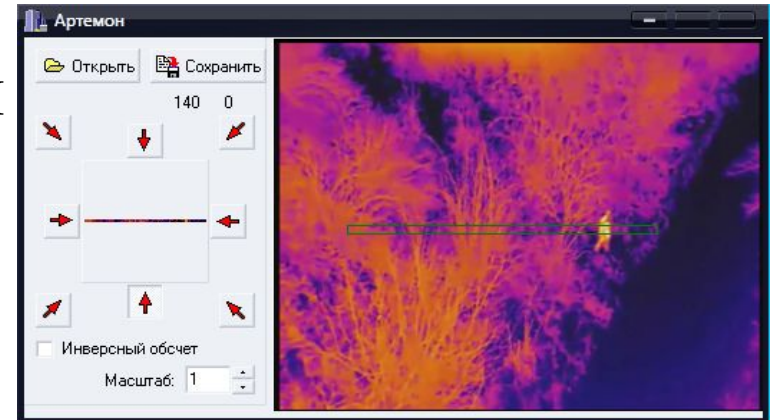 Артемон
Открыть Сохранить
140 0
Инверсный обсчет
Масштаб: 1